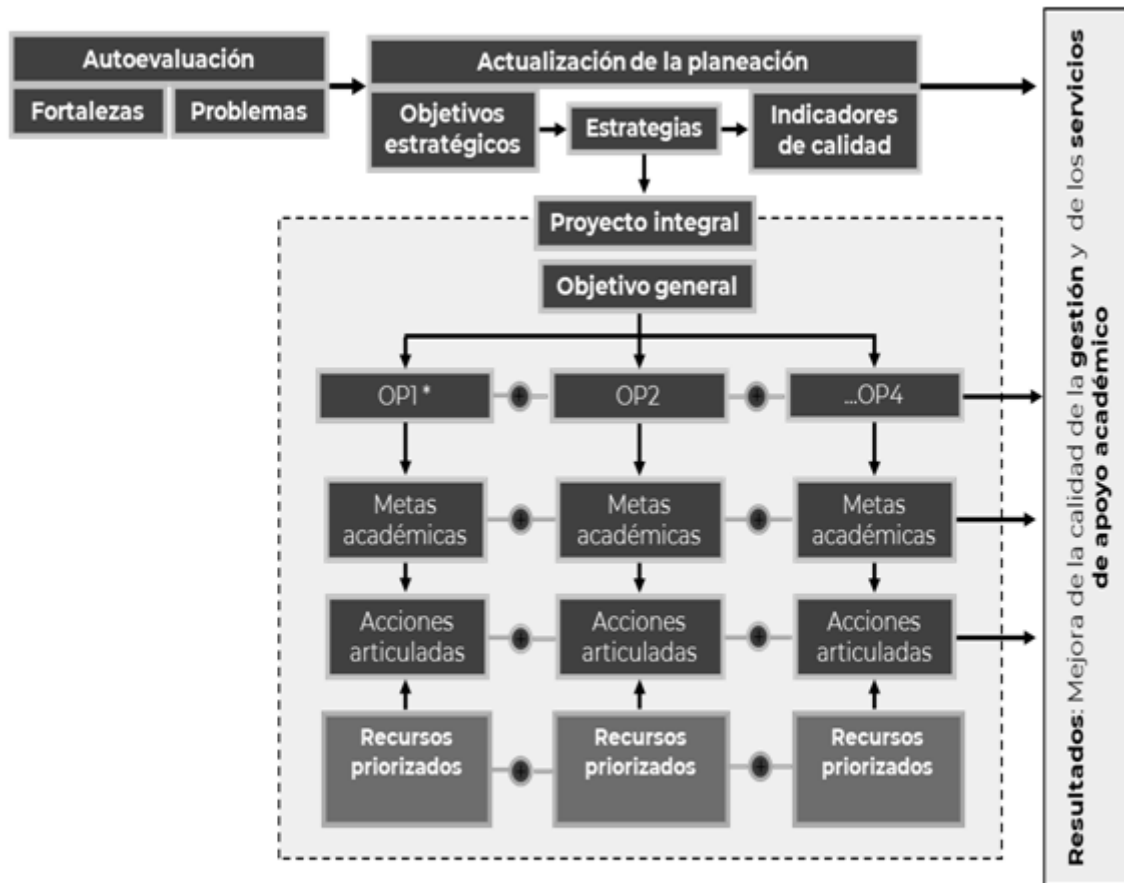 Autoevaluación
Fortalezas
Problemas
Actualización de la planeación
Objetivos
estratégicos
Estrategias
Indicadores
de calidad
Proyecto integral
Objetivo general
OP1 *
+
OP2
+
...OP4
Metas
académicas
+
Metas
académicas
+
Metas
académicas
Acciones
articuladas
+
Acciones
articuladas
+
Acciones
articuladas
Recursos
priorizados
+
Recursos
priorizados
+
Recursos
priorizados
Resultados: Mejora de la calidad de la gestión y de los servicios
de apoyo académico